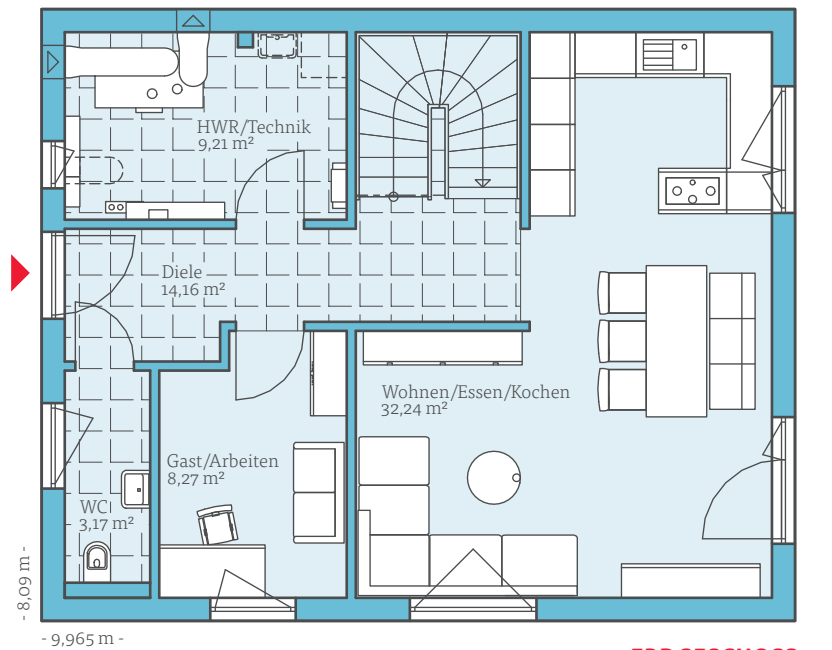 HWR/Technik
9,21 m²
Diele
14,16 m²
Wohnen/Essen/Kochen
32,24 m²
Gast/Arbeiten
8,27 m²
WC
3,17 m²
- 8,09 m -
- 9,965 m -